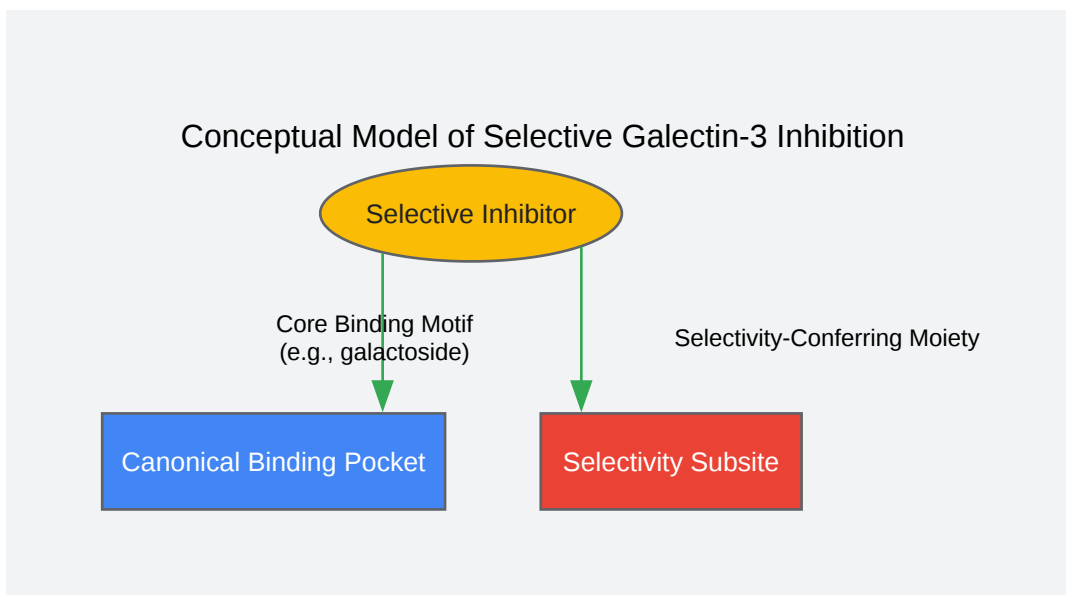 Conceptual Model of Selective Galectin-3 Inhibition
Selective Inhibitor
Core Binding Motif
(e.g., galactoside)
Selectivity-Conferring Moiety
Canonical Binding Pocket
Selectivity Subsite